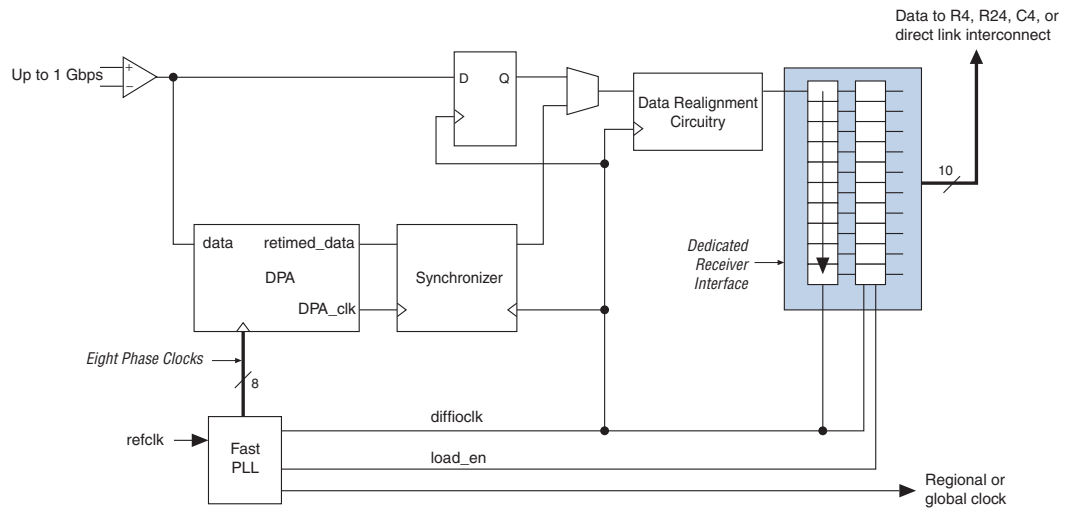 Data to R4, R24, C4, or
direct link interconnect
Up to 1 Gbps
+
–
D
Q
Data Realignment
Circuitry
10
data
retimed_data
DPA
DPA_clk
Synchronizer
Dedicated
Receiver
Interface
Eight Phase Clocks
8
diffioclk
refclk
Fast
PLL
load_en
Regional or
global clock